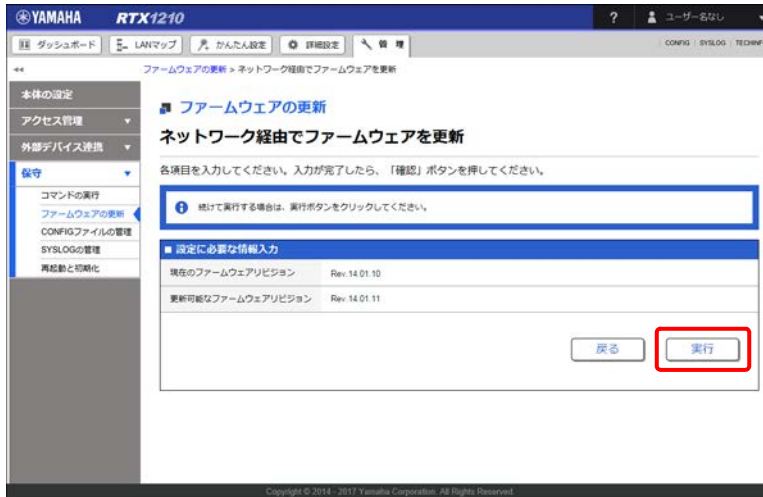 YAMAHA RTX1210
? ユーザー名なし
ダッシュボード LANマップ かんたん設定 詳細設定 管理
CONFIG SYSLOG
ファームウェアの更新 > ネットワーク経由でファームウェアを更新
本体の設定
アクセス管理
外部デバイス連携
保守
コマンドの実行
ファームウェアの更新
CONFIGファイルの管理
SYSLOGの管理
再起動と初期化
ファームウェアの更新
ネットワーク経由でファームウェアを更新
各項目を入力してください。入力が完了したら、「確認」ボタンを押してください。
続けて実行する場合は、実行ボタンをクリックしてください。
■ 設定に必要な情報入力
現在のファームウェアリビジョン Rev.14.01.10
更新可能なファームウェアリビジョン Rev.14.01.11
戻る 実行
Copyright © 2014 - 2017 Yamaha Corporation. All Rights Reserved.